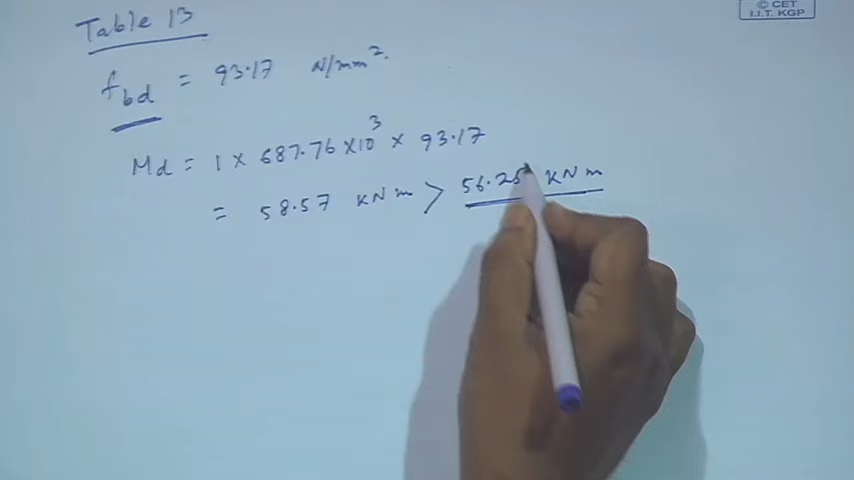 © CET
I.I.T. KGP
Table 13
fbd = 93.17 N/mm².
Md = 1 × 687.76 × 10³ × 93.17
= 58.57 kNm > 56.25 kNm